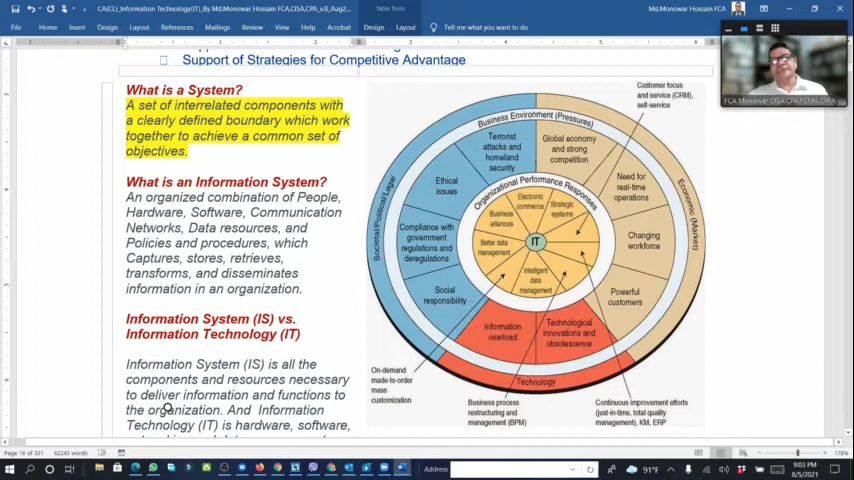 CA(CL)_Information Technology(IT)_By Md.Monowar Hossain FCA,CISA,CPA_v.8_Aug2...
Table Tools
Md.Monowar Hossain FCA
File
Home
Insert
Design
Layout
References
Mailings
Review
View
Help
Acrobat
Design
Layout
Tell me what you want to do
Support of Strategies for Competitive Advantage
FCA Monowar CISA,CPA,FCMA,CFFA
What is a System?
A set of interrelated components with
a clearly defined boundary which work
together to achieve a common set of
objectives.
What is an Information System?
An organized combination of People,
Hardware, Software, Communication
Networks, Data resources, and
Policies and procedures, which
Captures, stores, retrieves,
transforms, and disseminates
information in an organization.
Information System (IS) vs.
Information Technology (IT)
Information System (IS) is all the
components and resources necessary
to deliver information and functions to
the organization. And Information
Technology (IT) is hardware, software,
Customer focus
and service (CRM),
self-service
Business Environment (Pressures)
Terrorist
attacks and
homeland
security
Global economy
and strong
competition
Ethical
issues
Need for
real-time
operations
Organizational Performance Responses
Electronic
commerce
Strategic
systems
Business
alliances
Societal/Political/Legal
Economic (Market)
Compliance with
government
regulations and
deregulations
Better data
management
IT
Changing
workforce
Intelligent
data
management
Social
responsibility
Powerful
customers
Information
overload
Technological
innovations and
obsolescence
Technology
On-demand
made-to-order
mass
customization
Business process
restructuring and
management (BPM)
Continuous improvement efforts
(just-in-time, total quality
management), KM, ERP
Page 16 of 331
62240 words
178%
Address
91°F
9:03 PM
8/5/2021